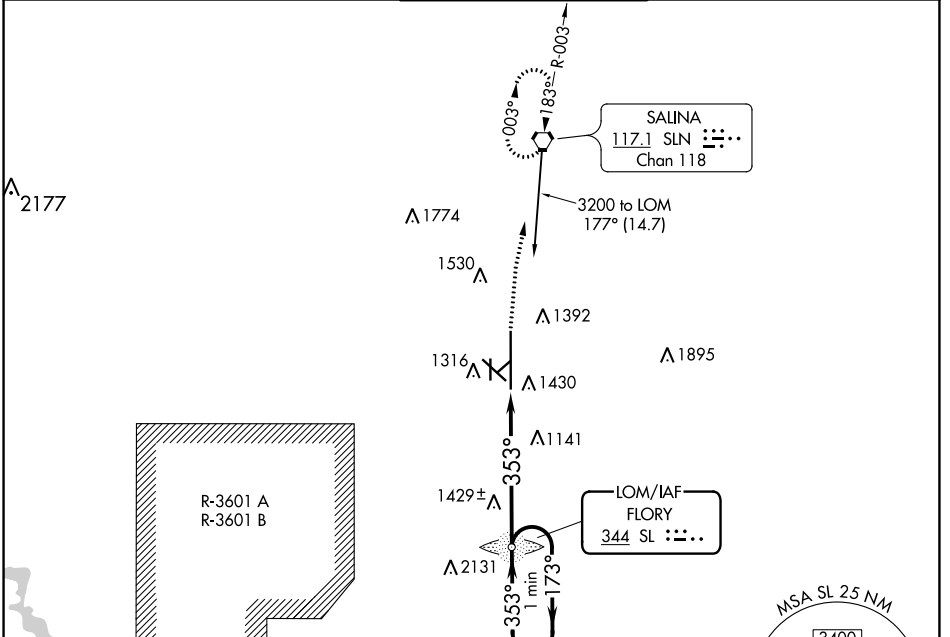 003°
183°
R-003
SALINA
117.1 SLN
Chan 118
2177
3200 to LOM
177° (14.7)
1774
1530
1392
1316
1895
1430
1141
353°
R-3601 A
R-3601 B
1429±
LOM/IAF
FLORY
344 SL
2131
353°
1 min
173°
MSA SL 25 NM